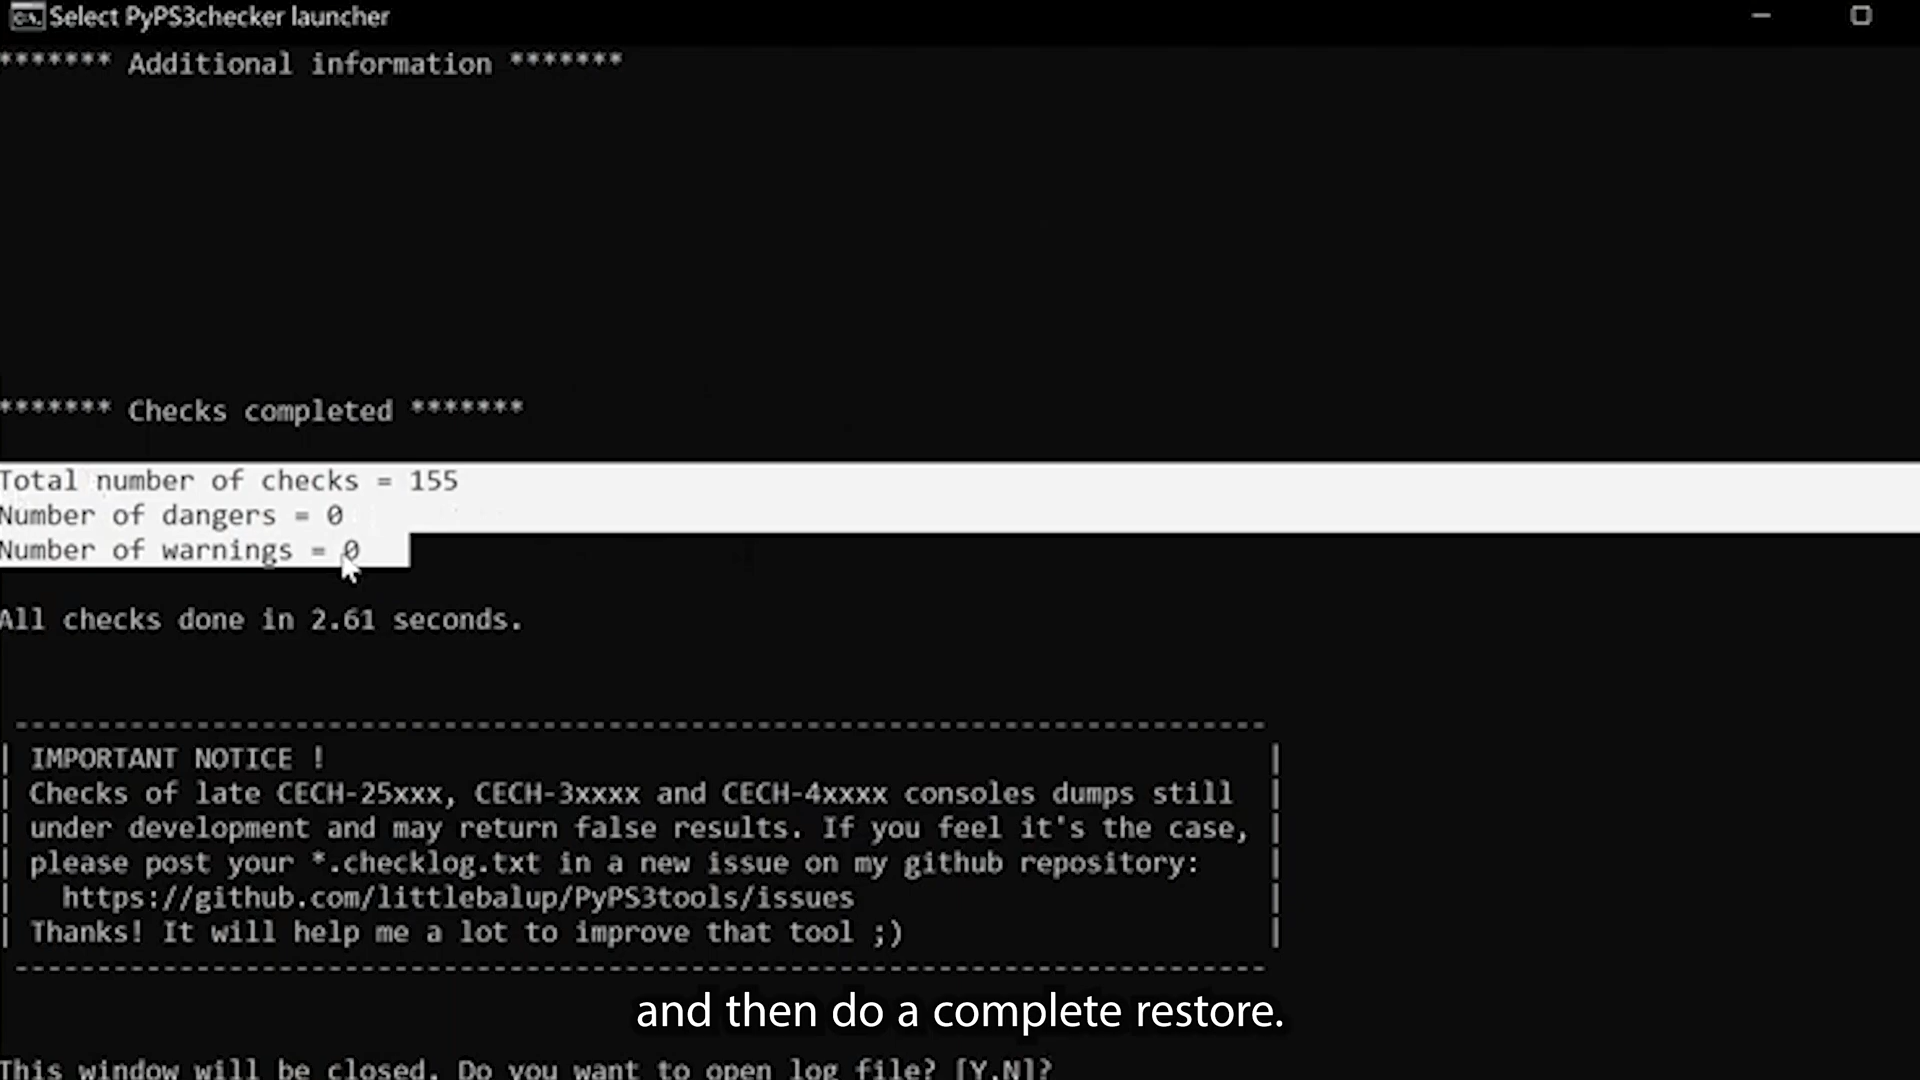 Select PyPS3checker launcher
******* Additional information *******
******* Checks completed *******
Total number of checks = 155
Number of dangers = 0
Number of warnings = 0
All checks done in 2.61 seconds.
IMPORTANT NOTICE !
Checks of late CECH-25xxx, CECH-3xxxx and CECH-4xxxx consoles dumps still
under development and may return false results. If you feel it's the case,
please post your *.checklog.txt in a new issue on my github repository:
https://github.com/littlebalup/PyPS3tools/issues
Thanks! It will help me a lot to improve that tool ;)
and then do a complete restore.
This window will be closed. Do you want to open log file? [Y,N]?